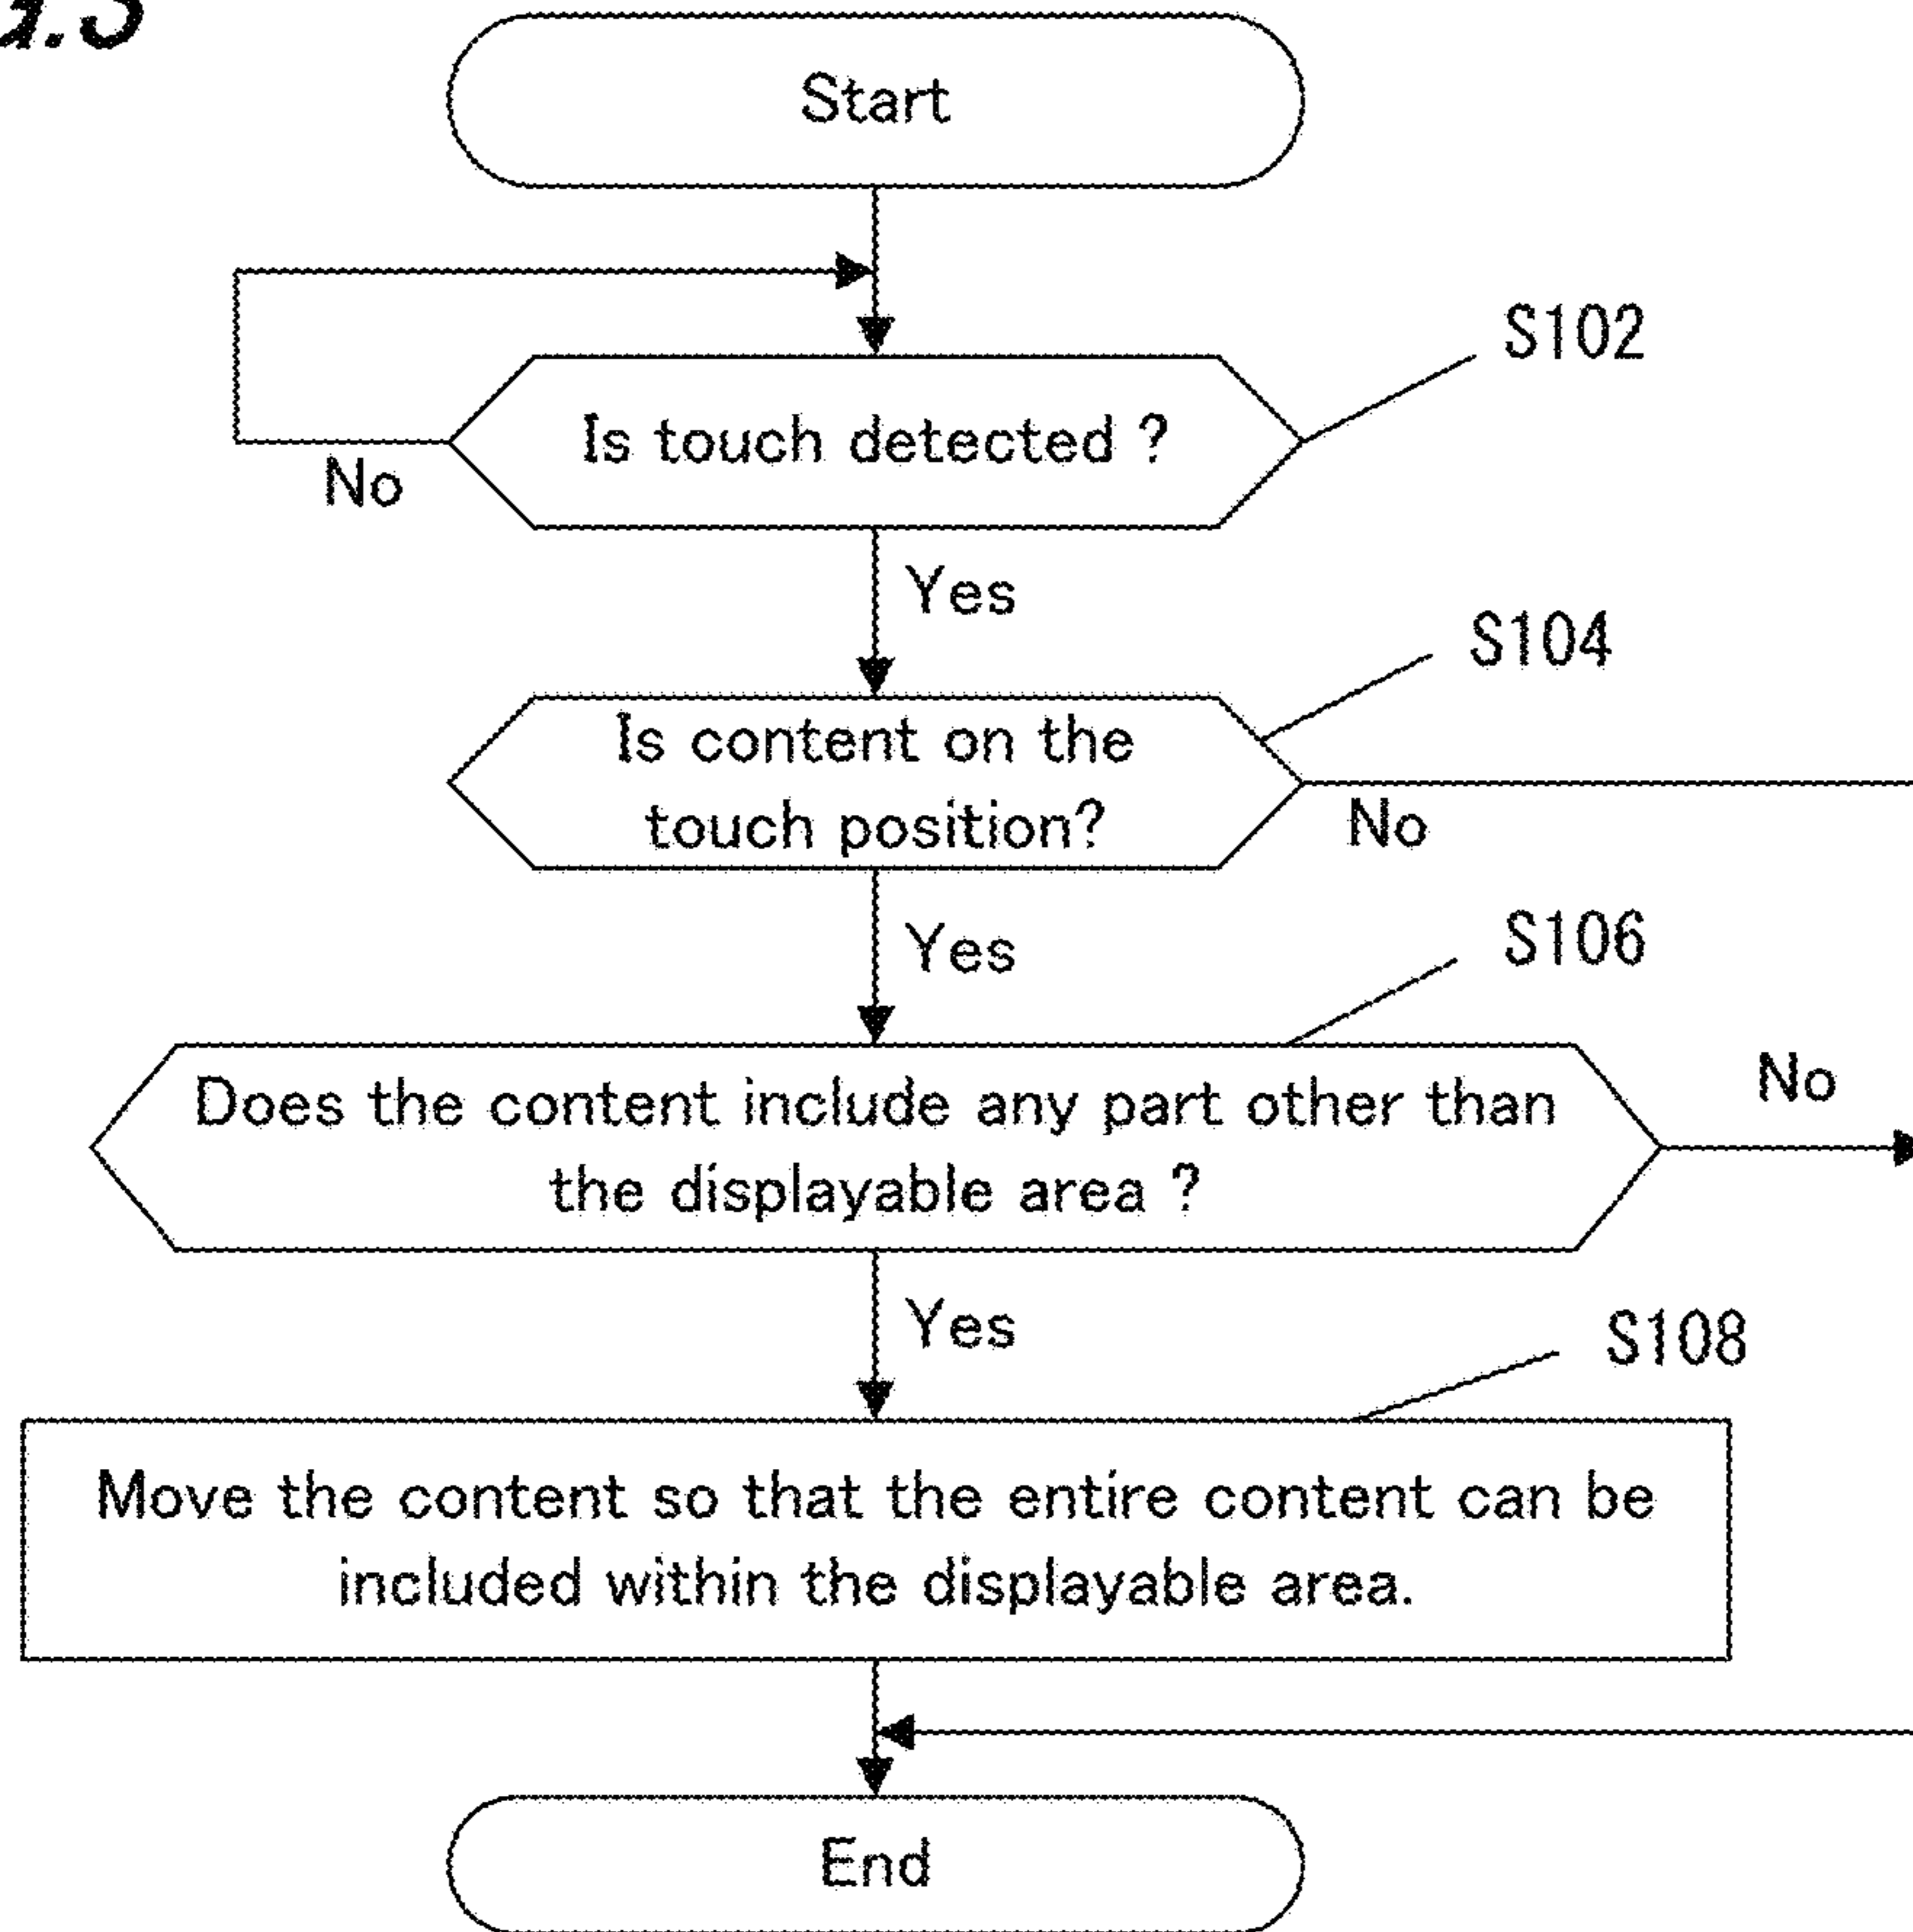 Start
S102
Is touch detected ?
No
Yes
S104
Is content on the
touch position?
No
Yes
S106
Does the content include any part other than
the displayable area ?
No
Yes
S108
Move the content so that the entire content can be
included within the displayable area.
End